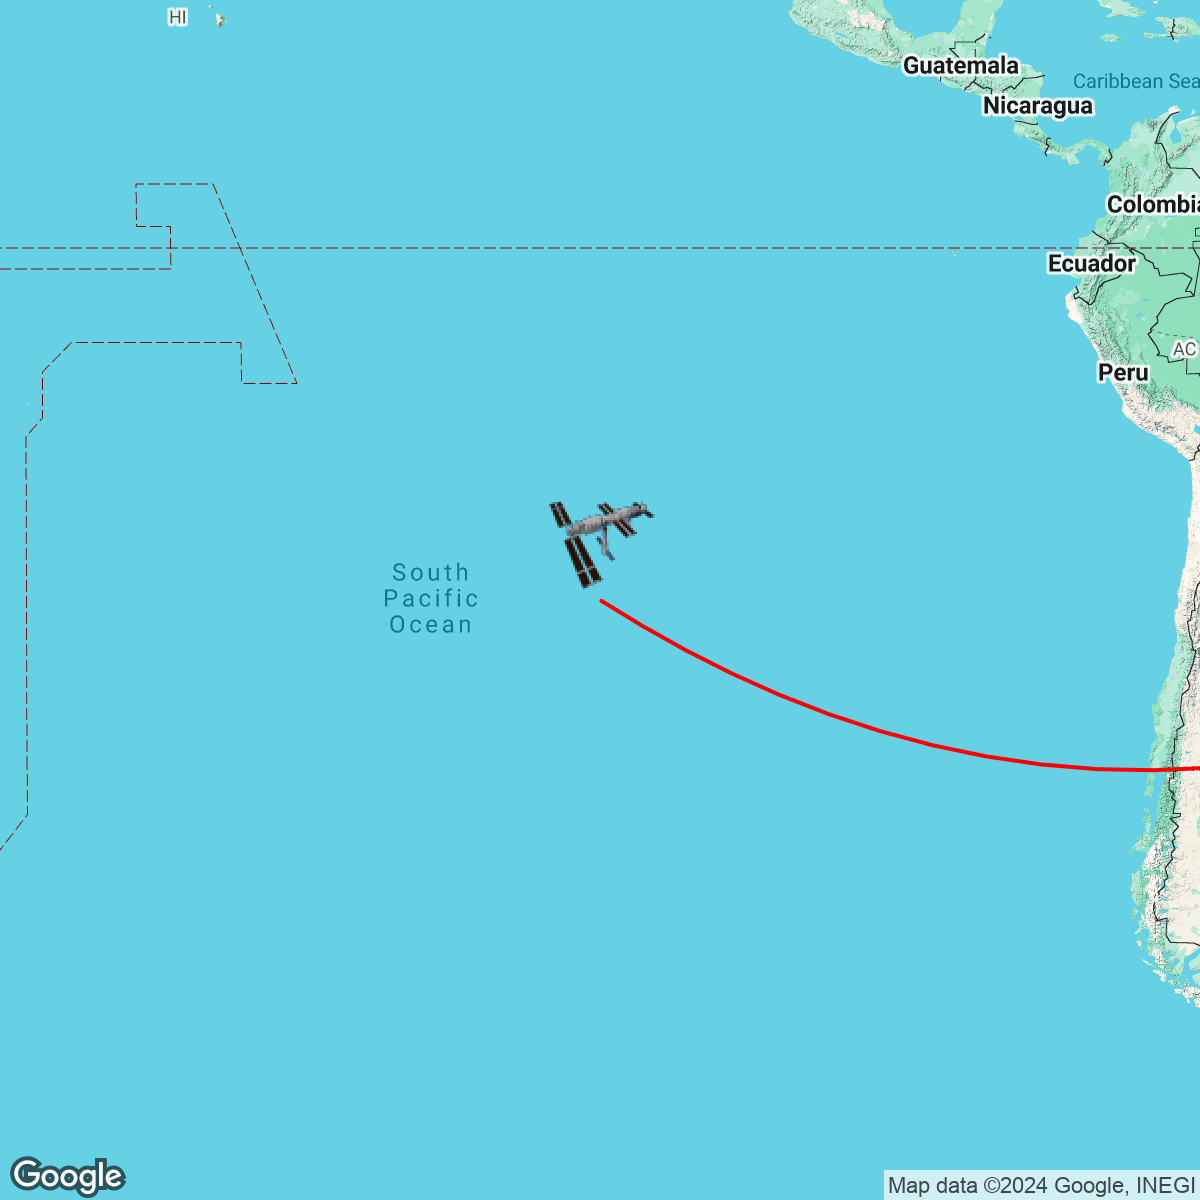 HI
Guatemala
Caribbean Sea
Nicaragua
Colombia
Ecuador
AC
Peru
South
Pacific
Ocean
Google
Map data ©2024 Google, INEGI